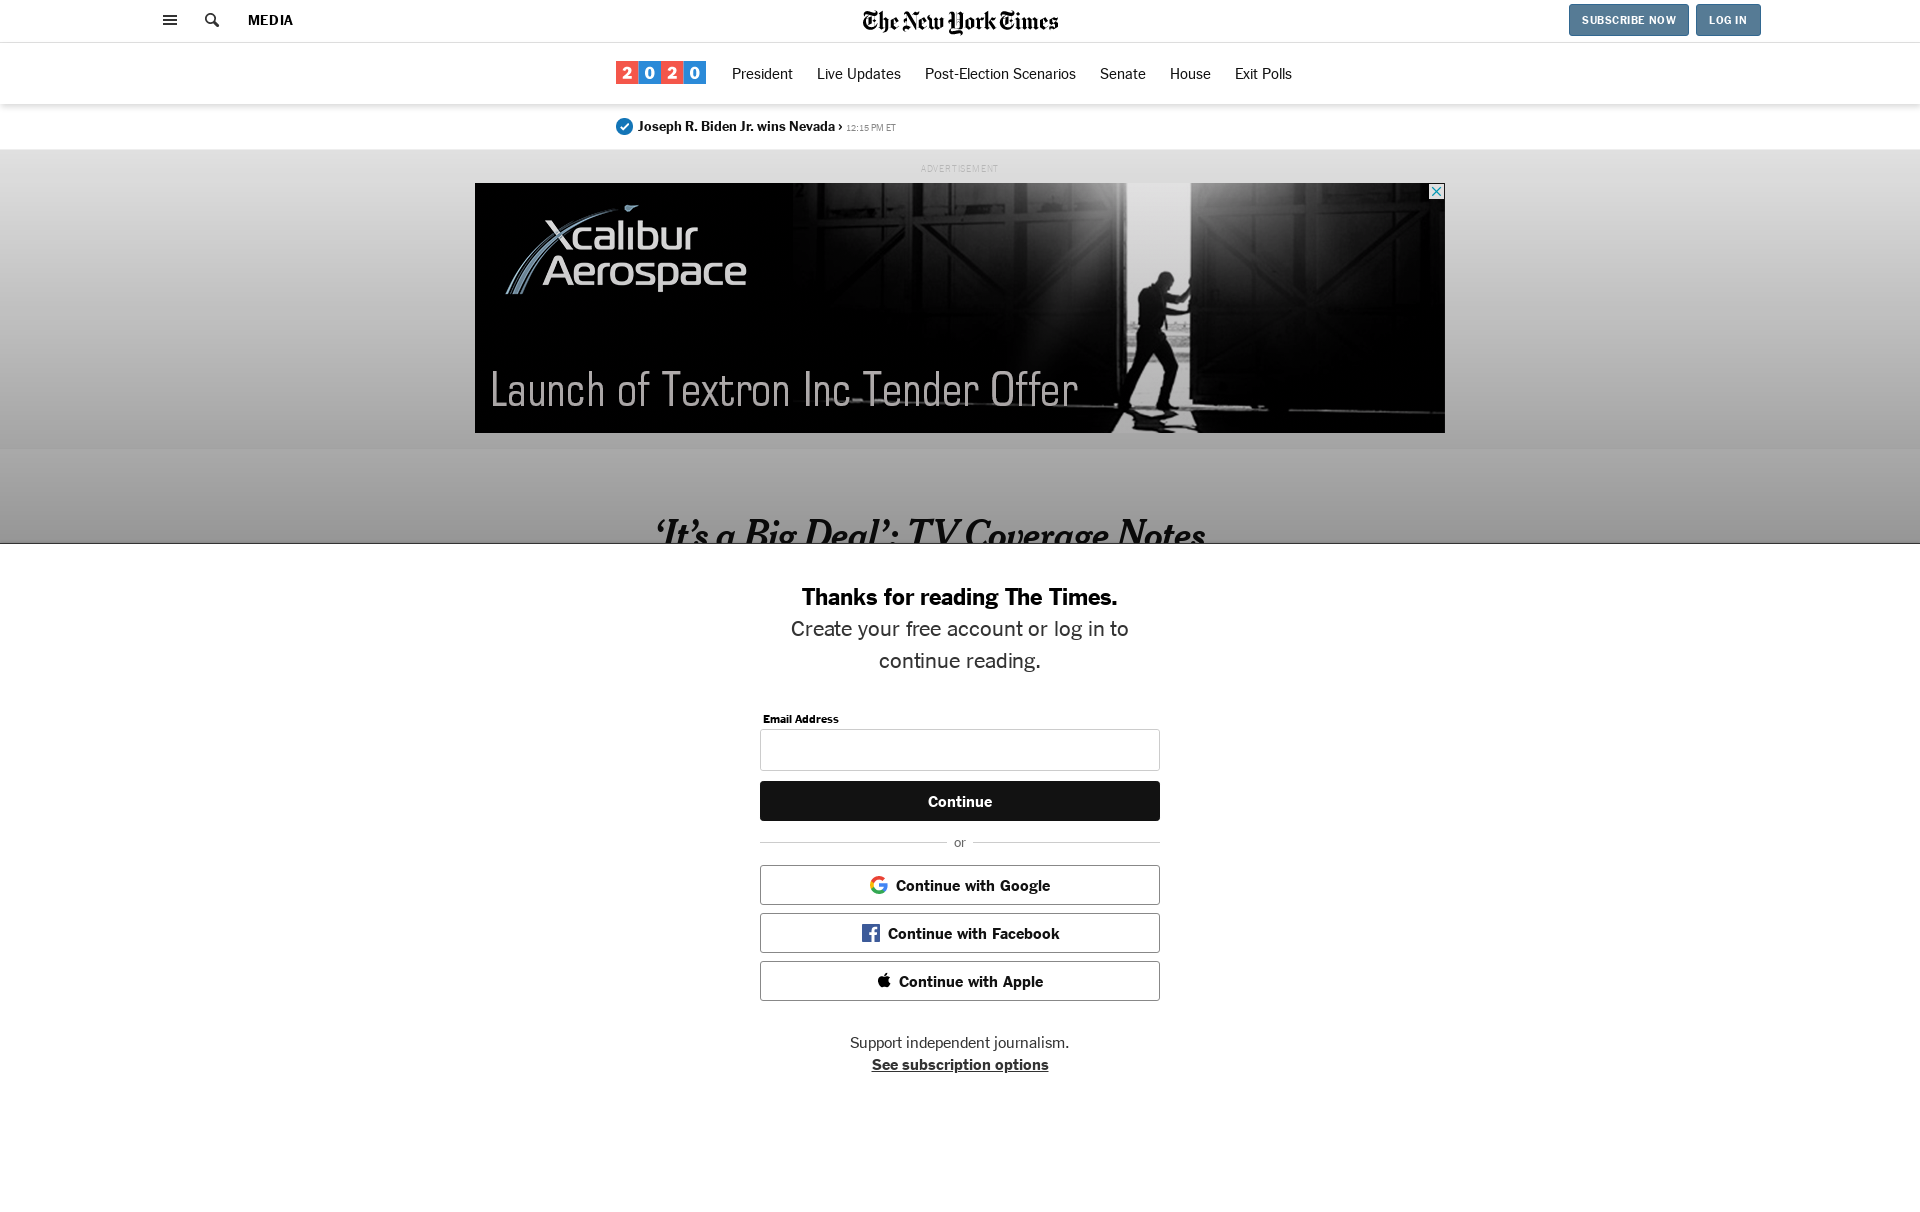 MEDIA
The New York Times
SUBSCRIBE NOW
LOG IN
2020
President
Live Updates
Post-Election Scenarios
Senate
House
Exit Polls
Joseph R. Biden Jr. wins Nevada › 12:15 PM ET
ADVERTISEMENT
Xcalibur
Aerospace
Launch of Textron Inc-Tender Offer
‘It’s a Big Deal’: TV Coverage Notes
Thanks for reading The Times.
Create your free account or log in to
continue reading.
Email Address
Continue
or
Continue with Google
Continue with Facebook
Continue with Apple
Support independent journalism.
See subscription options